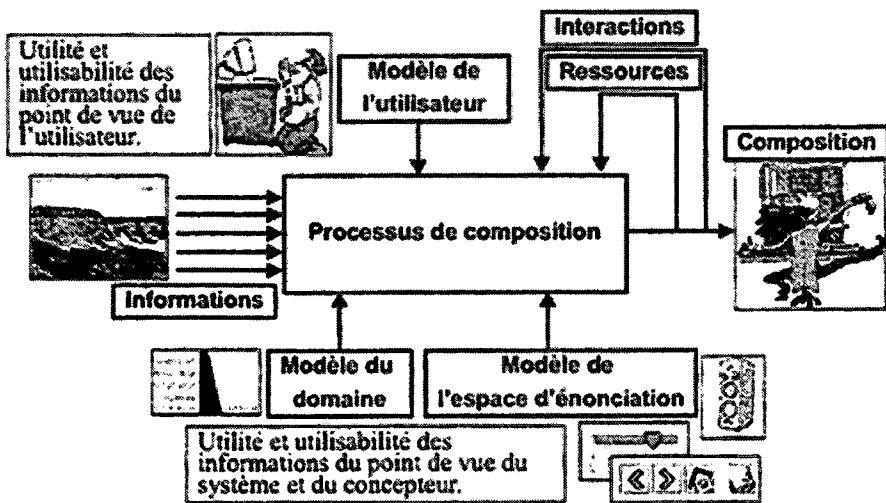 Interactions
Utilité et
utilisabilité des
informations du
point de vue de
l'utilisateur.
Modèle de
l'utilisateur
Ressources
Composition
Processus de composition
Informations
Modèle du
domaine
Modèle de
l'espace d'énonciation
Utilité et utilisabilité des
informations du point de vue du
système et du concepteur.